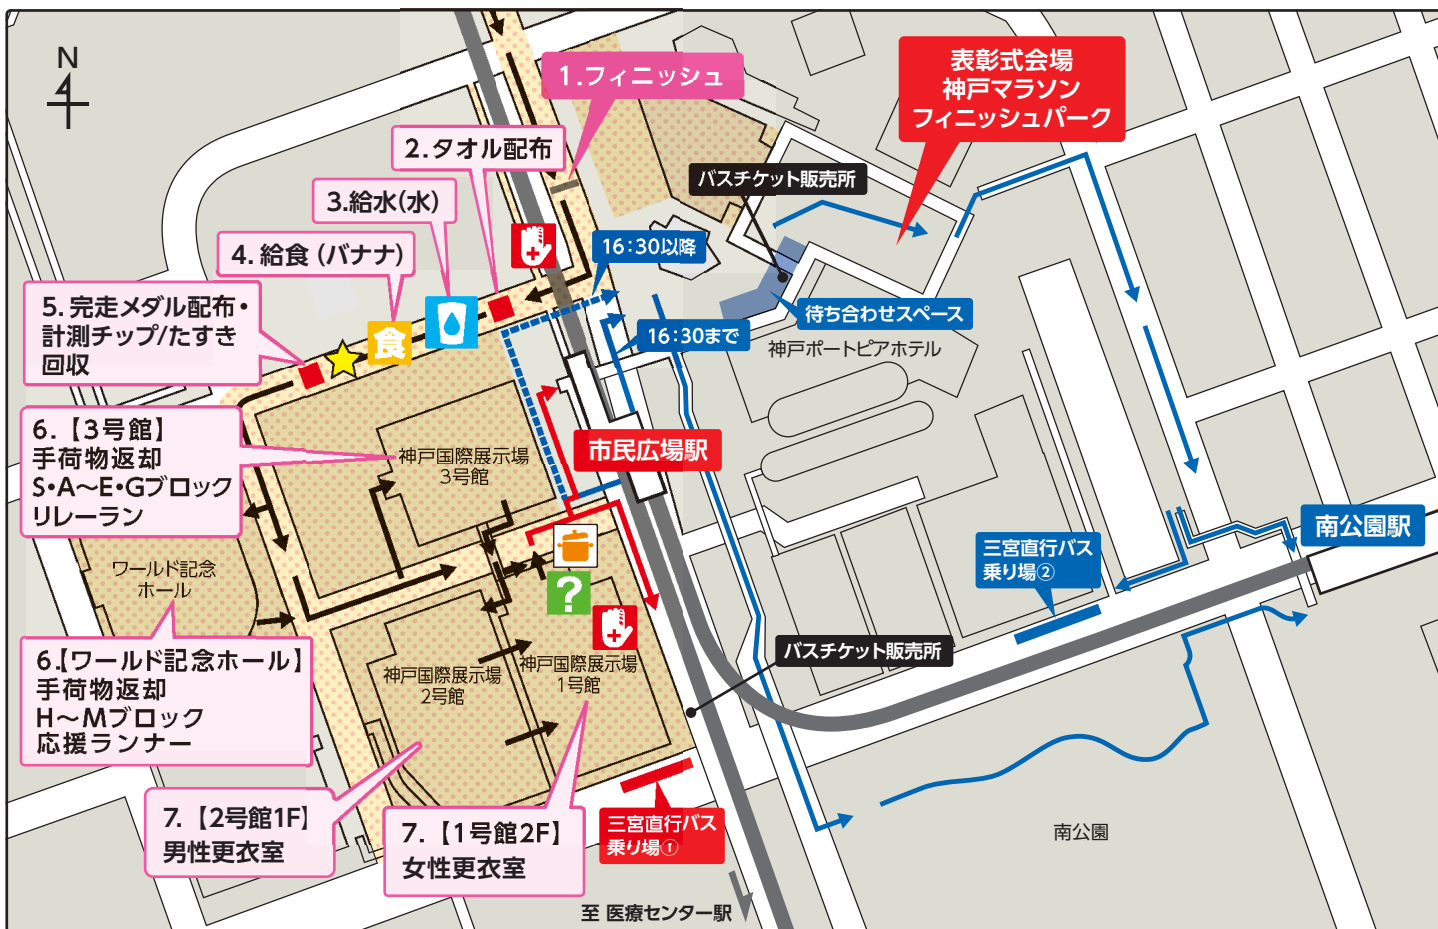 N
1.フィニッシュ
表彰式会場
神戸マラソン
フィニッシュパーク
2.タオル配布
バスチケット販売所
3.給水(水)
4. 給食 (バナナ)
16:30以降
5. 完走メダル配布・
計測チップ/たすき
回収
食
待ち合わせスペース
16:30まで
神戸ポートピアホテル
6.【3号館】
手荷物返却
S・A〜E・Gブロック
リレーラン
神戸国際展示場
3号館
市民広場駅
南公園駅
三宮直行バス
乗り場②
ワールド記念
ホール
?
6.【ワールド記念ホール】
手荷物返却
H〜Mブロック
応援ランナー
神戸国際展示場
2号館
神戸国際展示場
1号館
バスチケット販売所
7.【2号館1F】
男性更衣室
7.【1号館2F】
女性更衣室
三宮直行バス
乗り場①
南公園
至 医療センター駅